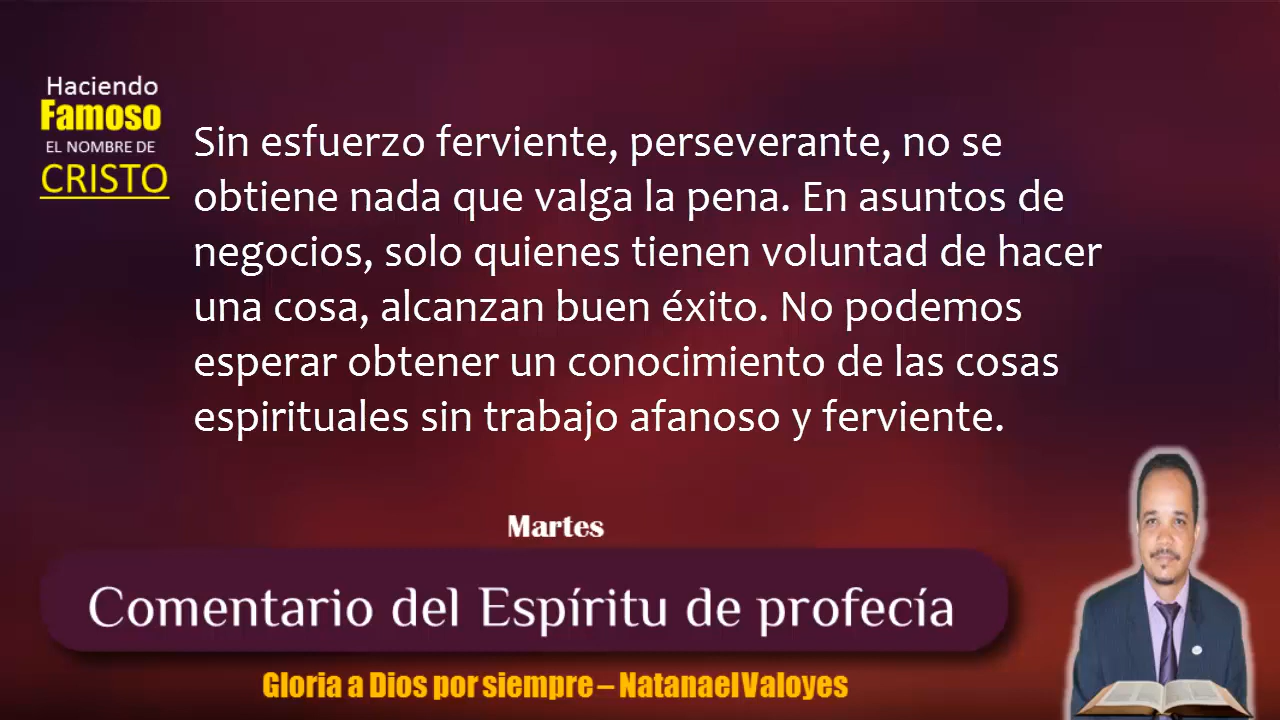 Haciendo
Famoso
EL NOMBRE DE
CRISTO
Sin esfuerzo ferviente, perseverante, no se
obtiene nada que valga la pena. En asuntos de
negocios, solo quienes tienen voluntad de hacer
una cosa, alcanzan buen éxito. No podemos
esperar obtener un conocimiento de las cosas
espirituales sin trabajo afanoso y ferviente.
Martes
Comentario del Espíritu de profecía
Gloria a Dios por siempre – Natanael Valoyes